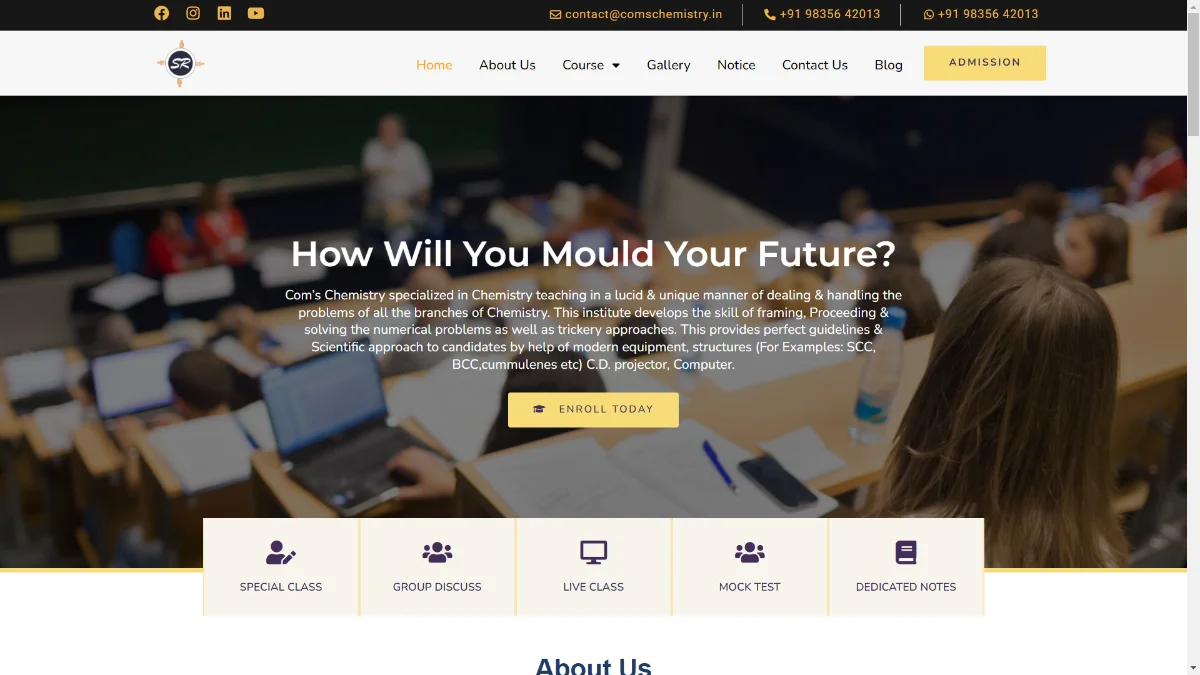 contact@comschemistry.in
+91 98356 42013
+91 98356 42013
SR
Home
About Us
Course
Gallery
Notice
Contact Us
Blog
ADMISSION
How Will You Mould Your Future?
Com's Chemistry specialized in Chemistry teaching in a lucid & unique manner of dealing & handling the
problems of all the branches of Chemistry. This institute develops the skill of framing, Proceeding &
solving the numerical problems as well as trickery approaches. This provides perfect guidelines &
Scientific approach to candidates by help of modern equipment, structures (For Examples: SCC,
BCC,cummulenes etc) C.D. projector, Computer.
ENROLL TODAY
SPECIAL CLASS
GROUP DISCUSS
LIVE CLASS
MOCK TEST
DEDICATED NOTES
About Us